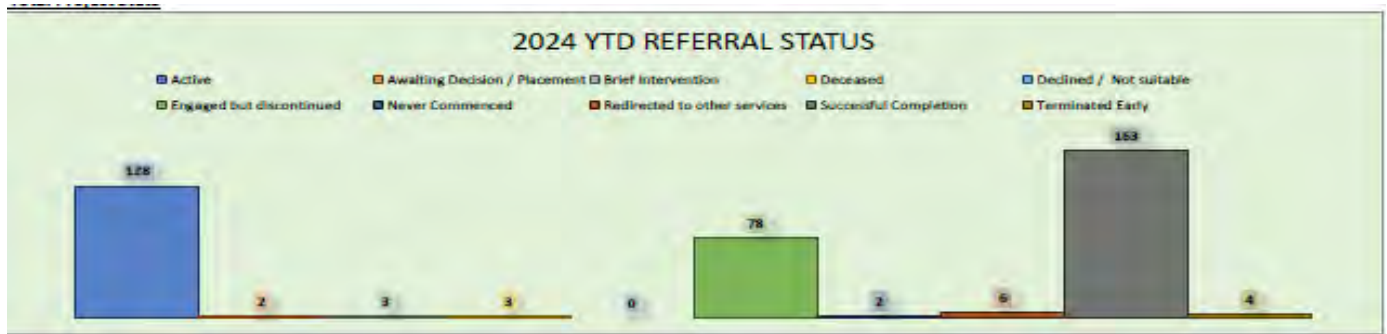 2024 YTD REFERRAL STATUS
Active Awaiting Decision / Placement Brief Intervention Deceased Declined / Not suitable
Engaged but discontinued Never Commenced Redirected to other services Successful Completion Terminated Early
163
128
78
2 3 3 0 2 6 4